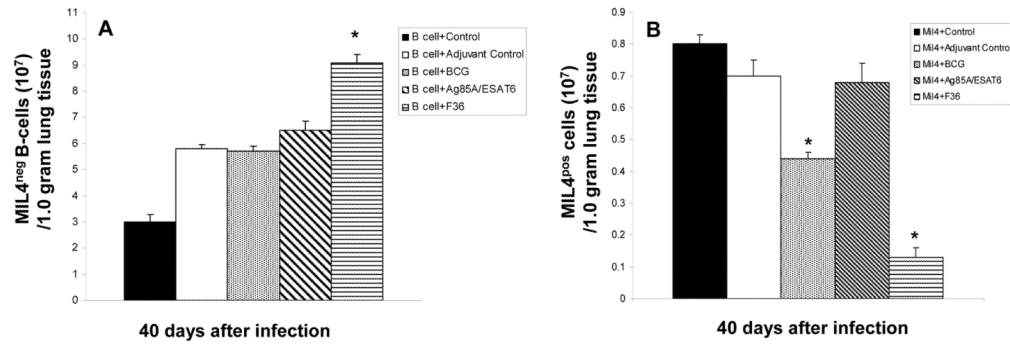 A
MIL4neg B-cells (10⁷)
/1.0 gram lung tissue
11
10
9
8
7
6
5
4
3
2
1
0
*
B cell+Control
B cell+Adjuvant Control
B cell+BCG
B cell+Ag85A/ESAT6
B cell+F36
40 days after infection
B
MIL4pos cells (10⁷)
/1.0 gram lung tissue
0.9
0.8
0.7
0.6
0.5
0.4
0.3
0.2
0.1
0
*
*
Mil4+Control
Mil4+Adjuvant Control
Mil4+BCG
Mil4+Ag85A/ESAT6
Mil4+F36
40 days after infection